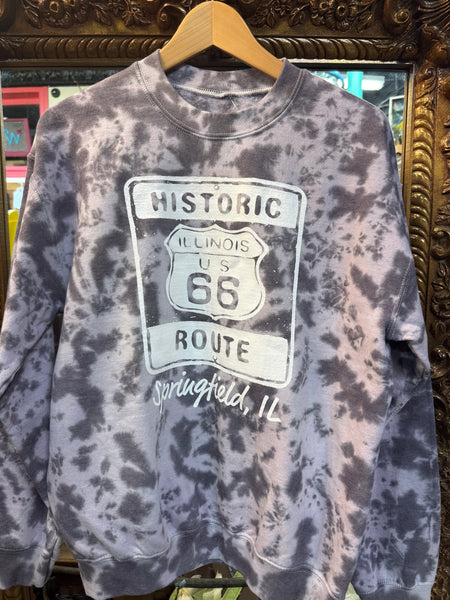 HISTORIC
ILLINOIS
U S
66
ROUTE
Springfield, IL